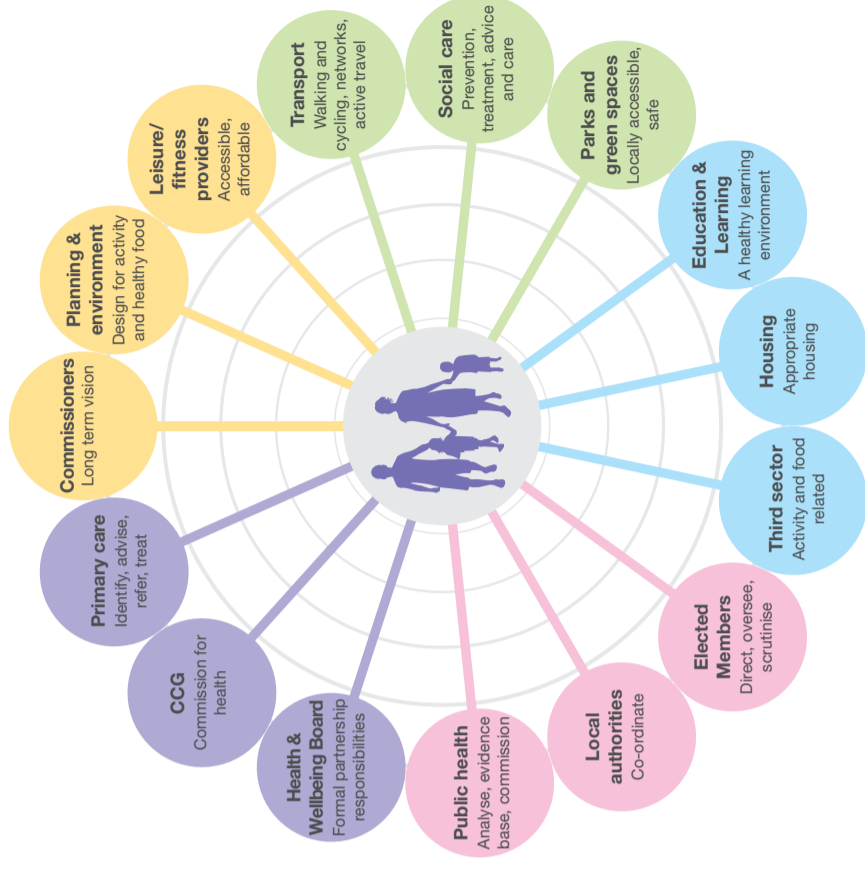 Commissioners
Long term vision
Planning &
environment
Design for activity
and healthy food
Leisure/
fitness
providers
Accessible,
affordable
Transport
Walking and
cycling, networks,
active travel
Social care
Prevention,
treatment, advice
and care
Parks and
green spaces
Locally accessible,
safe
Education &
Learning
A healthy learning
environment
Housing
Appropriate
housing
Third sector
Activity and food
related
Elected
Members
Direct, oversee,
scrutinise
Local
authorities
Co-ordinate
Public health
Analyse, evidence
base, commission
Health &
Wellbeing Board
Formal partnership
responsibilities
CCG
Commission for
health
Primary care
Identify, advise,
refer, treat